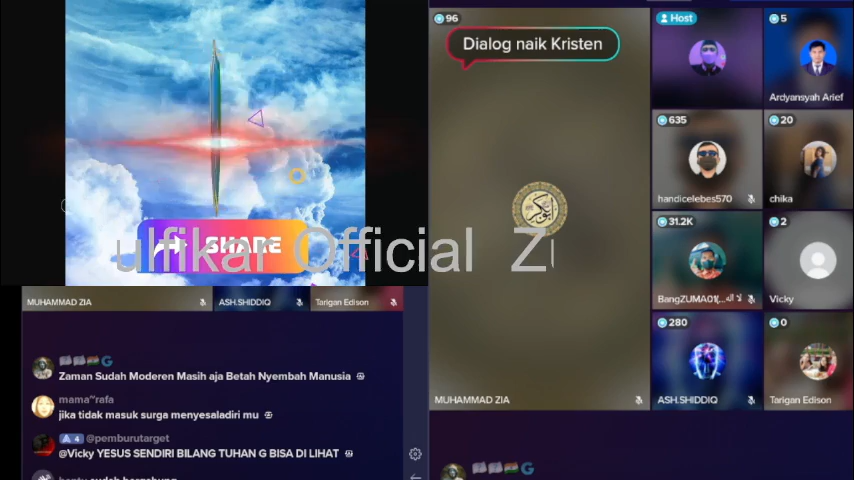 SHARE
ulfikar Official Zu
MUHAMMAD ZIA
ASH.SHIDDIQ
Tarigan Edison
Zaman Sudah Moderen Masih aja Betah Nyembah Manusia
mama~rafa
jika tidak masuk surga menyesaladiri mu
A 4 @pemburutarget
@Vicky YESUS SENDIRI BILANG TUHAN G BISA DI LIHAT
96
Dialog naik Kristen
MUHAMMAD ZIA
Host
5
Ardyansyah Arief
635
handicelebes570
20
chika
31.2K
BangZUMA01(...لا اله
2
Vicky
280
ASH.SHIDDIQ
0
Tarigan Edison